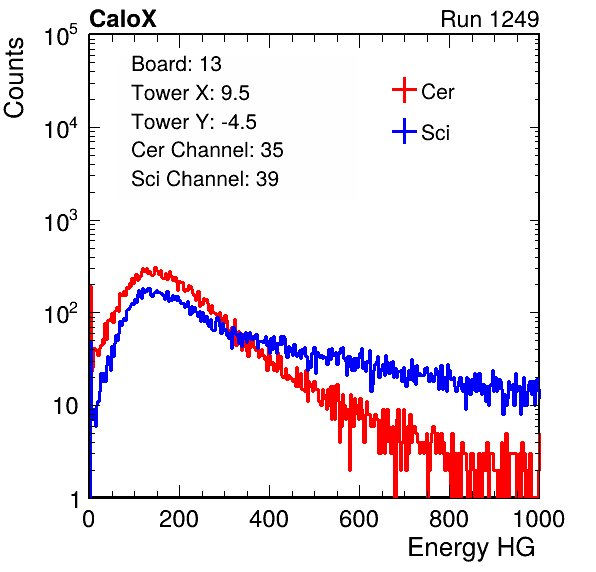 CaloX Run 1249
Counts
Board: 13
Tower X: 9.5
Tower Y: -4.5
Cer Channel: 35
Sci Channel: 39
Cer
Sci
10^5
10^4
10^3
10^2
10
1
0 200 400 600 800 1000
Energy HG